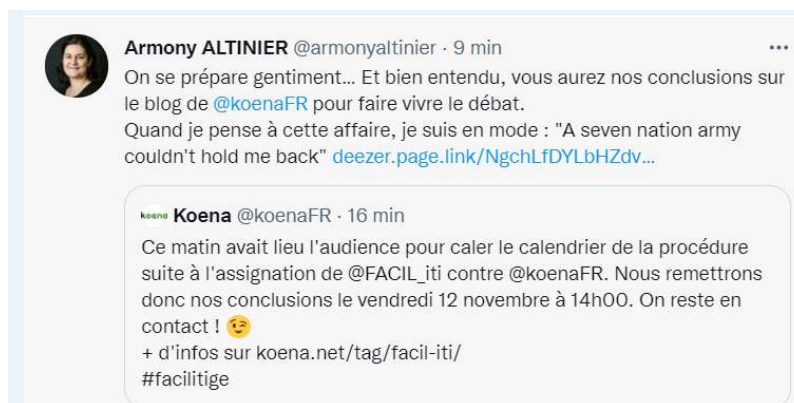 Armony ALTINIER @armonyaltinier · 9 min
On se prépare gentiment... Et bien entendu, vous aurez nos conclusions sur
le blog de @koenaFR pour faire vivre le débat.
Quand je pense à cette affaire, je suis en mode : "A seven nation army
couldn't hold me back" deezer.page.link/NgchLfDYLbHZdv...
koena Koena @koenaFR · 16 min
Ce matin avait lieu l'audience pour caler le calendrier de la procédure
suite à l'assignation de @FACIL_iti contre @koenaFR. Nous remettrons
donc nos conclusions le vendredi 12 novembre à 14h00. On reste en
contact ! 😉
+ d'infos sur koena.net/tag/facil-iti/
#facilitige